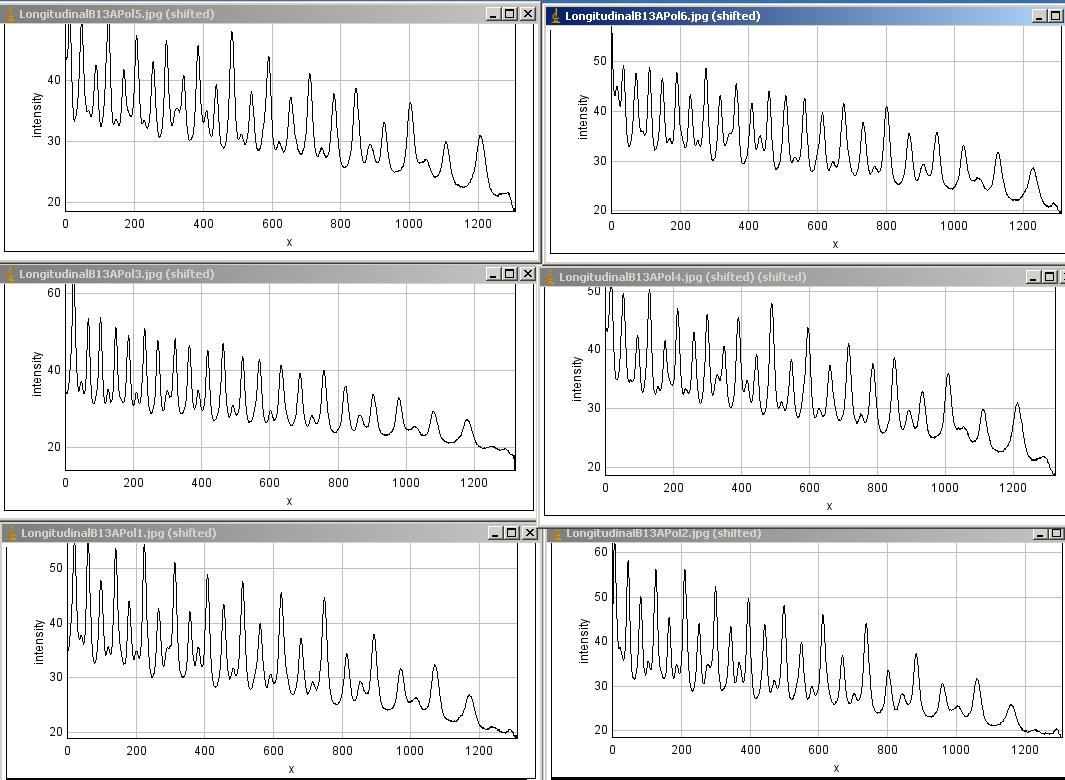 LongitudinalB13APol5.jpg (shifted)
50
40
30
20
intensity
0 200 400 600 800 1000 1200
x
LongitudinalB13APol6.jpg (shifted)
50
40
30
20
intensity
0 200 400 600 800 1000 1200
x
LongitudinalB13APol3.jpg (shifted)
60
40
20
intensity
0 200 400 600 800 1000 1200
x
LongitudinalB13APol4.jpg (shifted) (shifted)
50
40
30
20
intensity
0 200 400 600 800 1000 1200
x
LongitudinalB13APol1.jpg (shifted)
50
40
30
20
intensity
0 200 400 600 800 1000 1200
x
LongitudinalB13APol2.jpg (shifted)
60
50
40
30
20
intensity
0 200 400 600 800 1000 1200
x